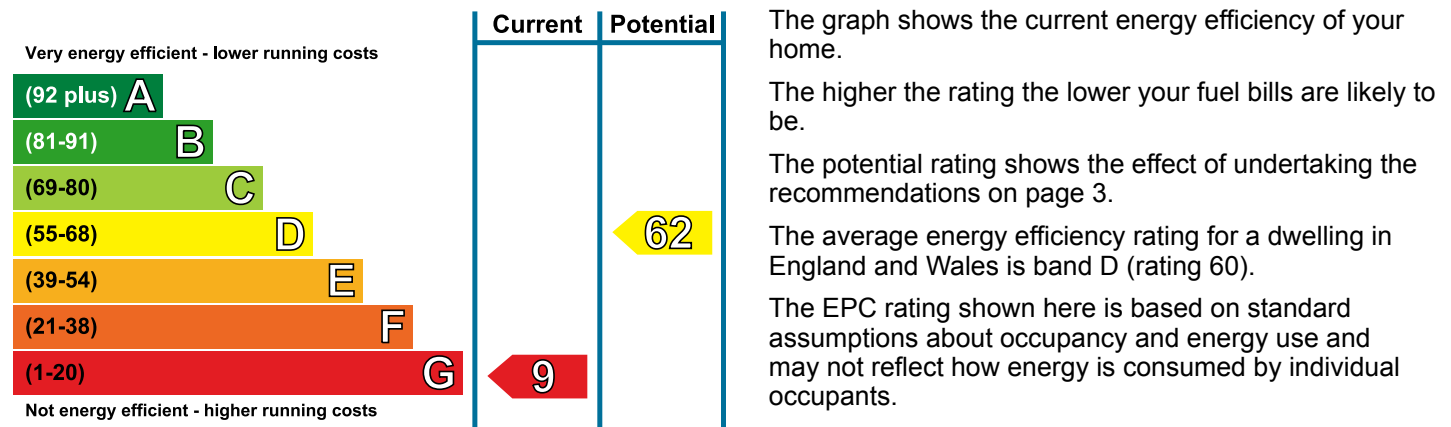 Current Potential
Very energy efficient - lower running costs
(92 plus) A
(81-91) B
(69-80) C
(55-68) D
62
(39-54) E
(21-38) F
(1-20) G
9
Not energy efficient - higher running costs
The graph shows the current energy efficiency of your
home.
The higher the rating the lower your fuel bills are likely to
be.
The potential rating shows the effect of undertaking the
recommendations on page 3.
The average energy efficiency rating for a dwelling in
England and Wales is band D (rating 60).
The EPC rating shown here is based on standard
assumptions about occupancy and energy use and
may not reflect how energy is consumed by individual
occupants.